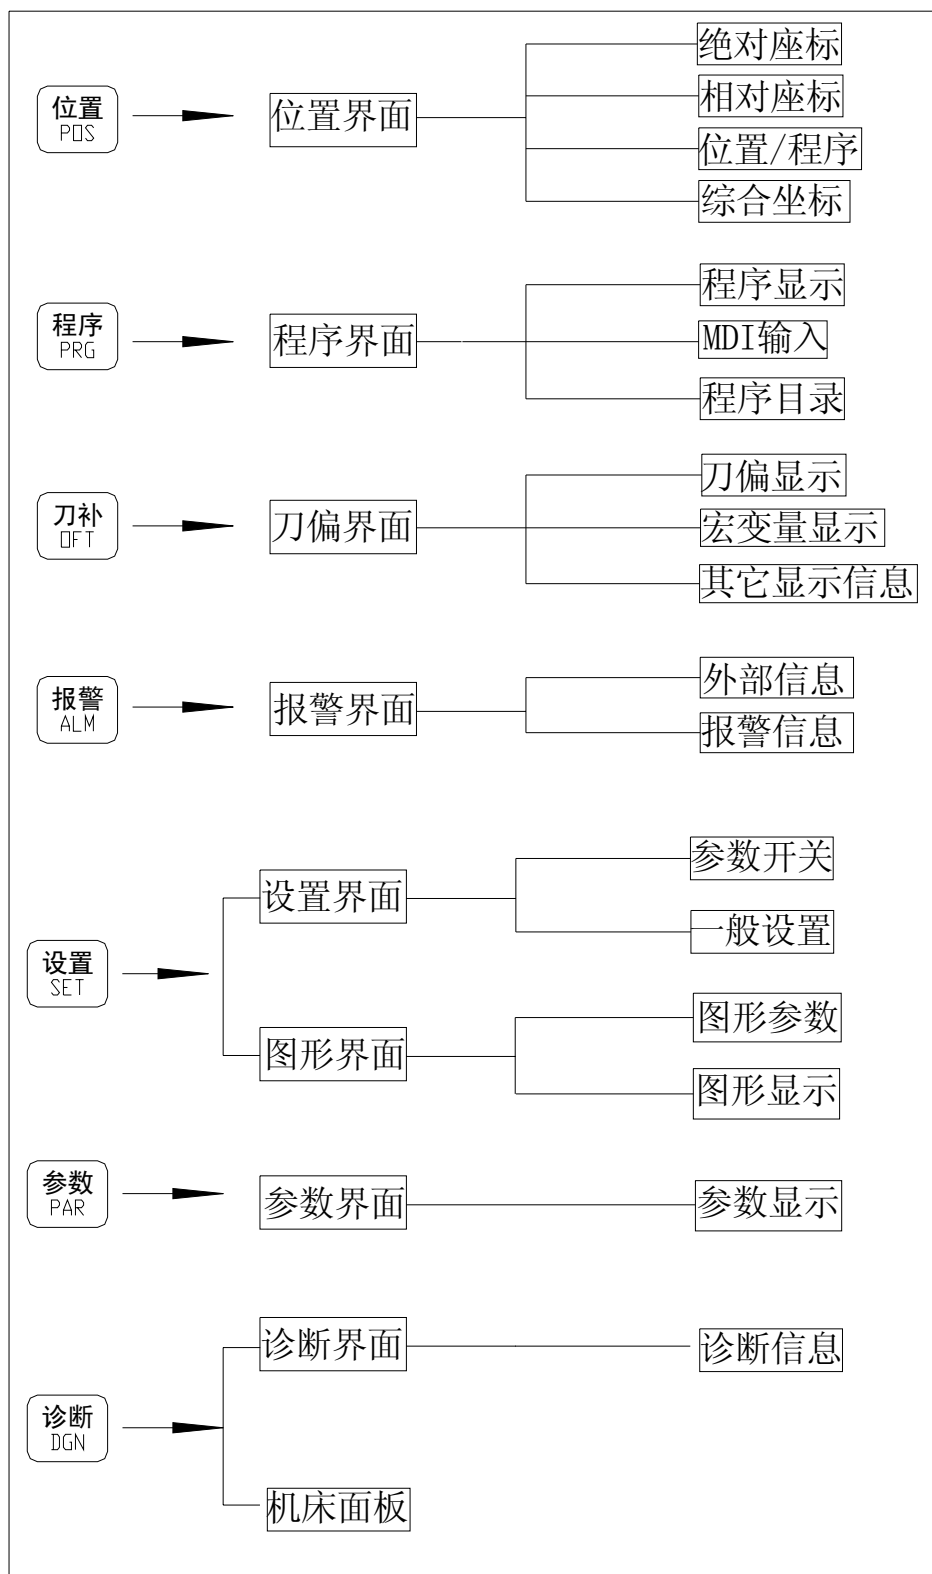 位置
POS
位置界面
绝对座标
相对座标
位置/程序
综合坐标
程序
PRG
程序界面
程序显示
MDI输入
程序目录
刀补
OFT
刀偏界面
刀偏显示
宏变量显示
其它显示信息
报警
ALM
报警界面
外部信息
报警信息
设置
SET
设置界面
参数开关
一般设置
图形界面
图形参数
图形显示
参数
PAR
参数界面
参数显示
诊断
DGN
诊断界面
诊断信息
机床面板